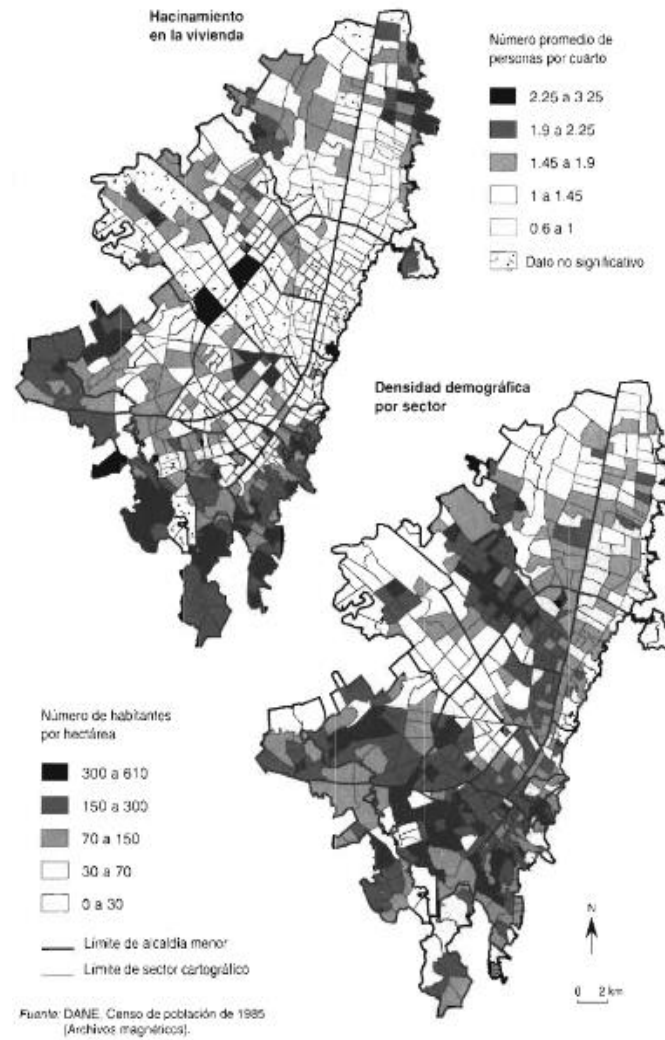 Hacinamiento
en la vivienda
Número promedio de
personas por cuarto
2.25 a 3.25
1.9 a 2.25
1.45 a 1.9
1 a 1.45
0.6 a 1
Dato no significativo
Densidad demográfica
por sector
Número de habitantes
por hectárea
300 a 610
150 a 300
70 a 150
30 a 70
0 a 30
Límite de alcaldía menor
Límite de sector cartográfico
N
0 2 km
Fuente: DANE, Censo de población de 1985
(Archivos magnéticos).